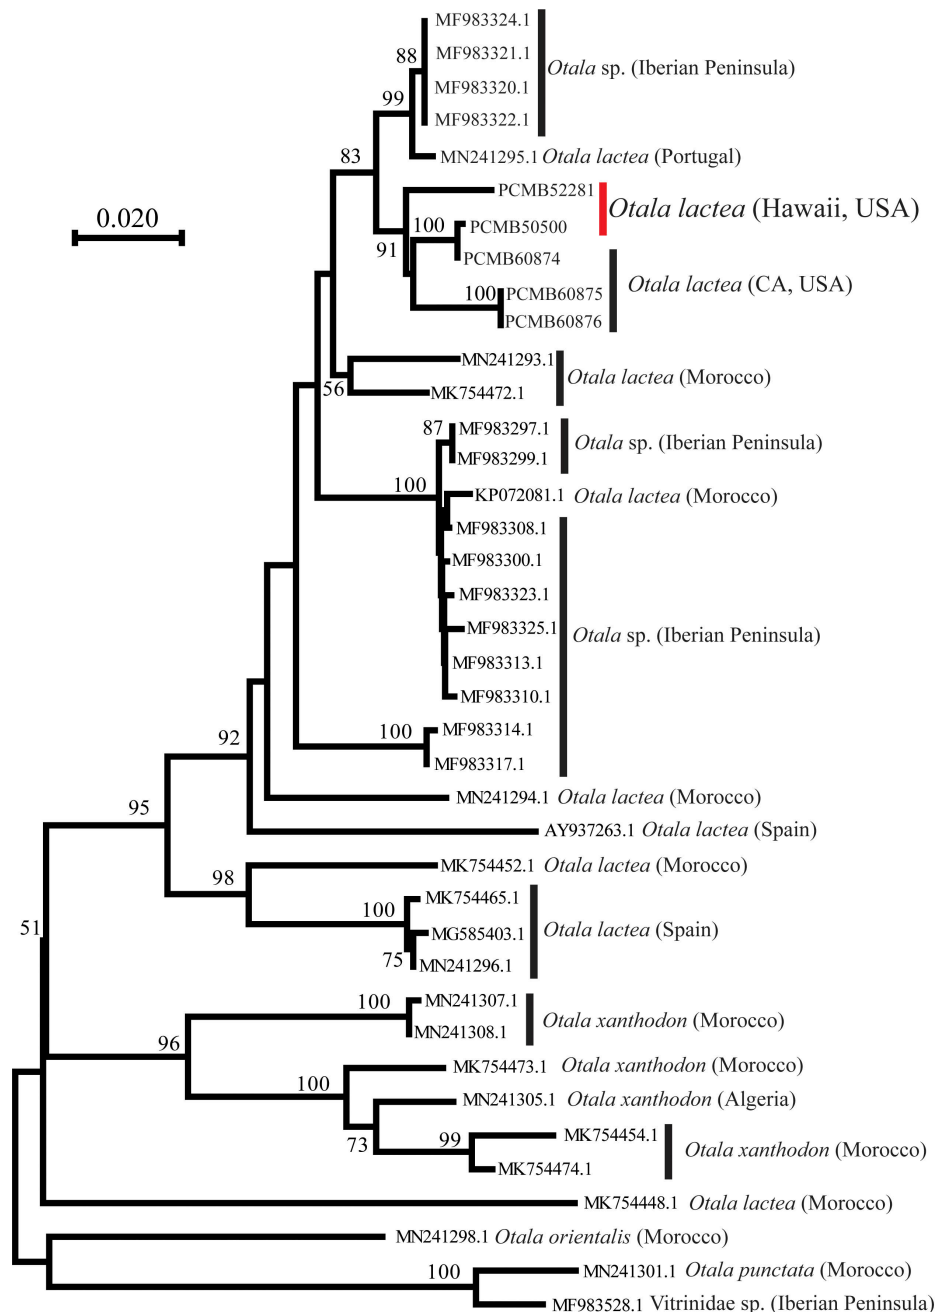 MF983324.1
88
MF983321.1
Otala sp. (Iberian Peninsula)
MF983320.1
99
MF983322.1
83
MN241295.1 Otala lactea (Portugal)
PCMB52281
Otala lactea (Hawaii, USA)
0.020
100
PCMB50500
91
PCMB60874
Otala lactea (CA, USA)
100
PCMB60875
PCMB60876
MN241293.1
Otala lactea (Morocco)
56
MK754472.1
87
MF983297.1
Otala sp. (Iberian Peninsula)
MF983299.1
100
KP072081.1 Otala lactea (Morocco)
MF983308.1
MF983300.1
MF983323.1
MF983325.1
Otala sp. (Iberian Peninsula)
MF983313.1
MF983310.1
100
MF983314.1
92
MF983317.1
MN241294.1 Otala lactea (Morocco)
95
AY937263.1 Otala lactea (Spain)
MK754452.1 Otala lactea (Morocco)
98
MK754465.1
100
51
MG585403.1
Otala lactea (Spain)
75
MN241296.1
100
MN241307.1
Otala xanthodon (Morocco)
MN241308.1
96
MK754473.1 Otala xanthodon (Morocco)
100
MN241305.1 Otala xanthodon (Algeria)
73
99
MK754454.1
Otala xanthodon (Morocco)
MK754474.1
MK754448.1 Otala lactea (Morocco)
MN241298.1 Otala orientalis (Morocco)
100
MN241301.1 Otala punctata (Morocco)
MF983528.1 Vitrinidae sp. (Iberian Peninsula)